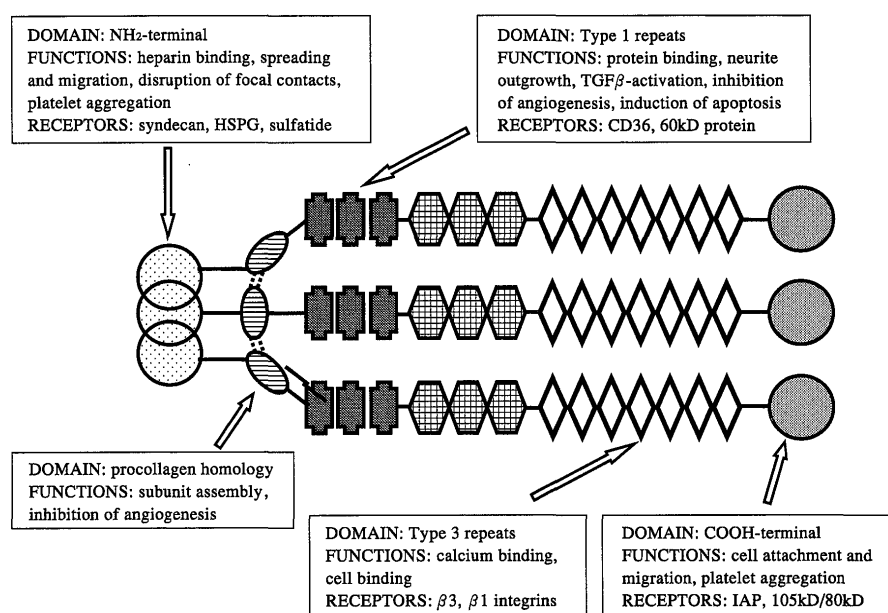 DOMAIN: NH2-terminal
FUNCTIONS: heparin binding, spreading
and migration, disruption of focal contacts,
platelet aggregation
RECEPTORS: syndecan, HSPG, sulfatide
DOMAIN: Type 1 repeats
FUNCTIONS: protein binding, neurite
outgrowth, TGFβ-activation, inhibition
of angiogenesis, induction of apoptosis
RECEPTORS: CD36, 60kD protein
DOMAIN: procollagen homology
FUNCTIONS: subunit assembly,
inhibition of angiogenesis
DOMAIN: Type 3 repeats
FUNCTIONS: calcium binding,
cell binding
RECEPTORS: β3, β1 integrins
DOMAIN: COOH-terminal
FUNCTIONS: cell attachment and
migration, platelet aggregation
RECEPTORS: IAP, 105kD/80kD